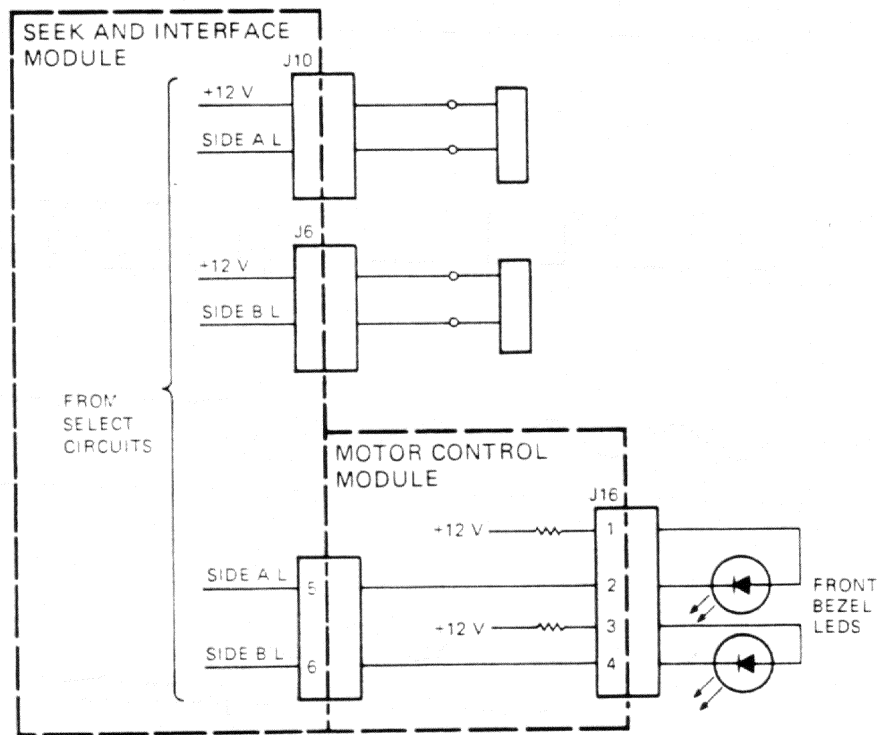 SEEK AND INTERFACE
MODULE
J10
+12 V
SIDE A L
J6
+12 V
SIDE B L
FROM
SELECT
CIRCUITS
MOTOR CONTROL
MODULE
J16
+12 V
1
SIDE A L
5
2
FRONT
BEZEL
LEDS
+12 V
3
SIDE B L
6
4